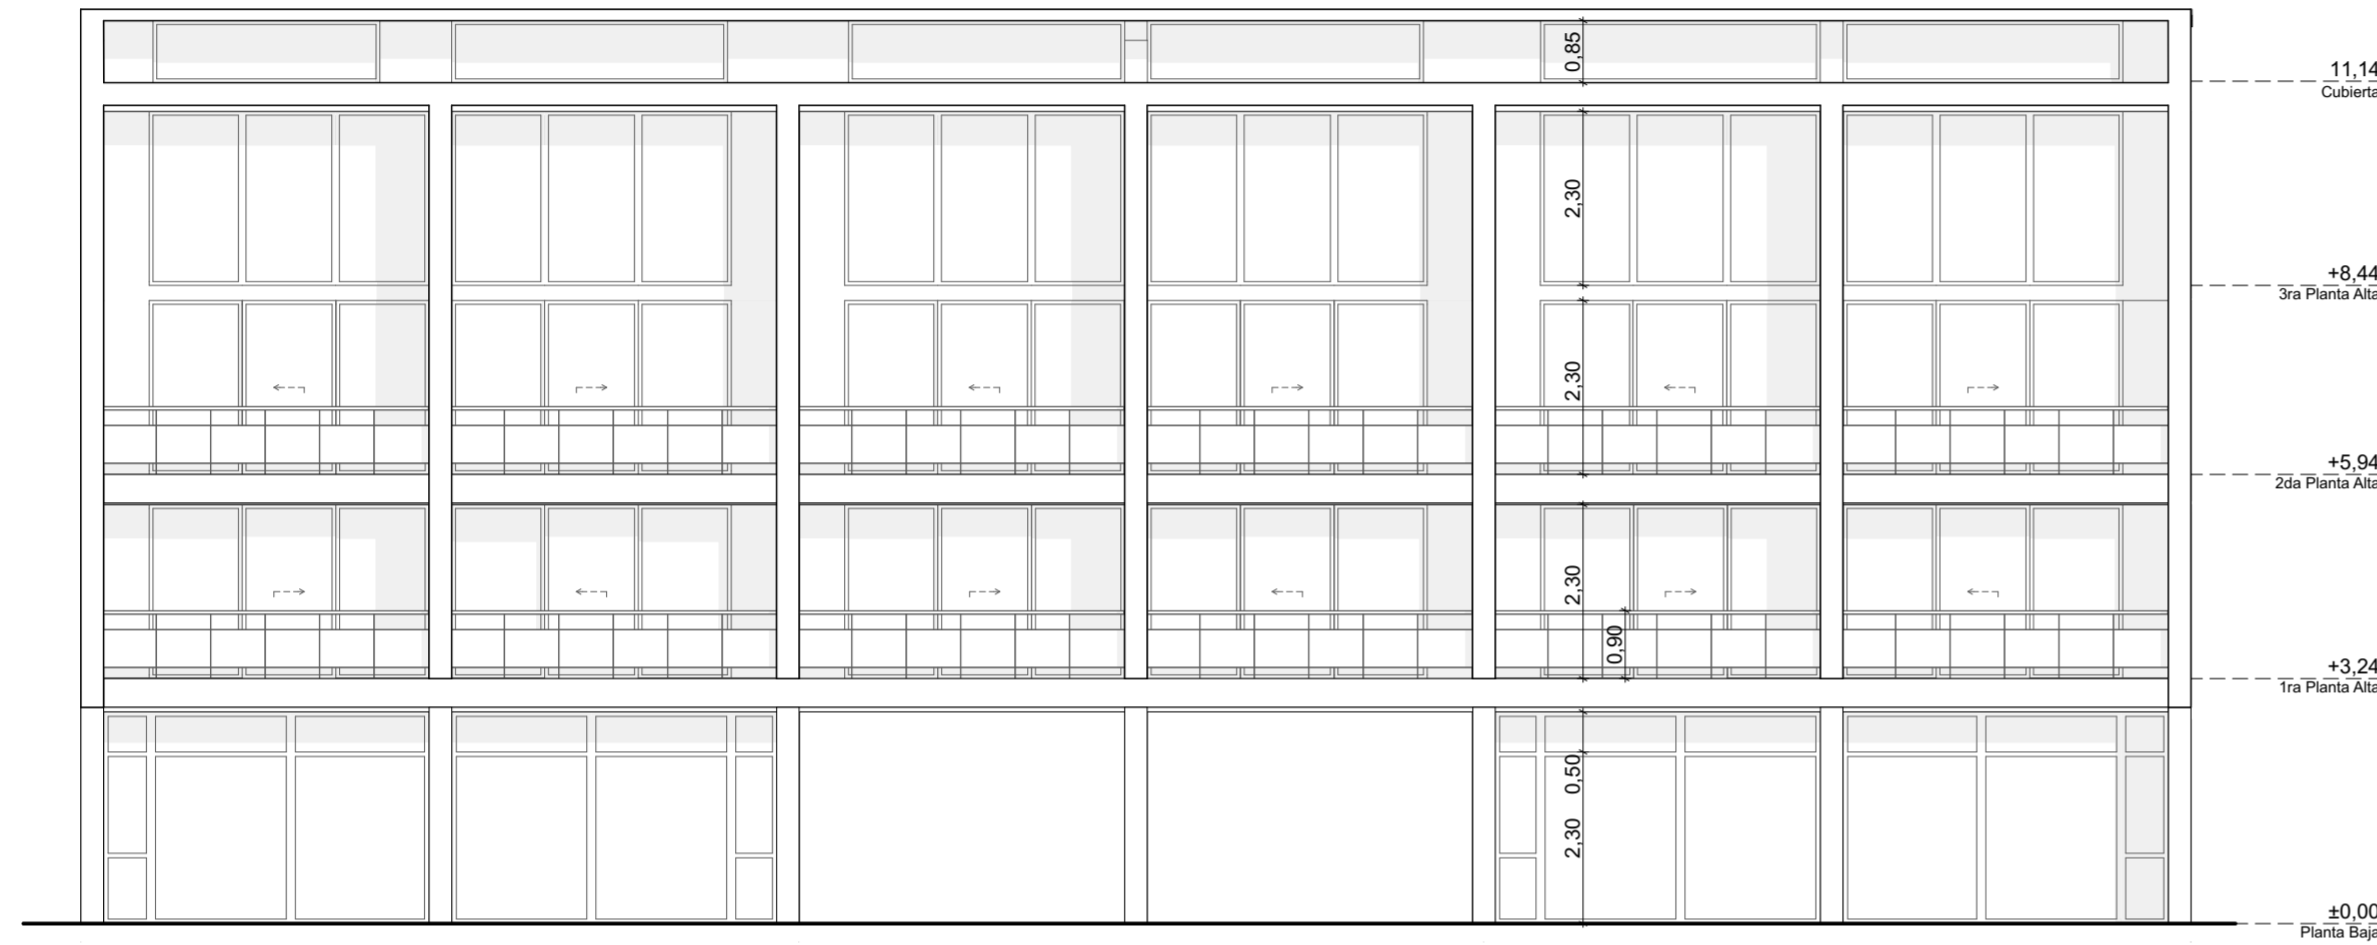 0,85
11,14
Cubierta
2,30
+8,44
3ra Planta Alta
2,30
+5,94
2da Planta Alta
2,30
0,90
+3,24
1ra Planta Alta
0,50
2,30
±0,00
Planta Baja